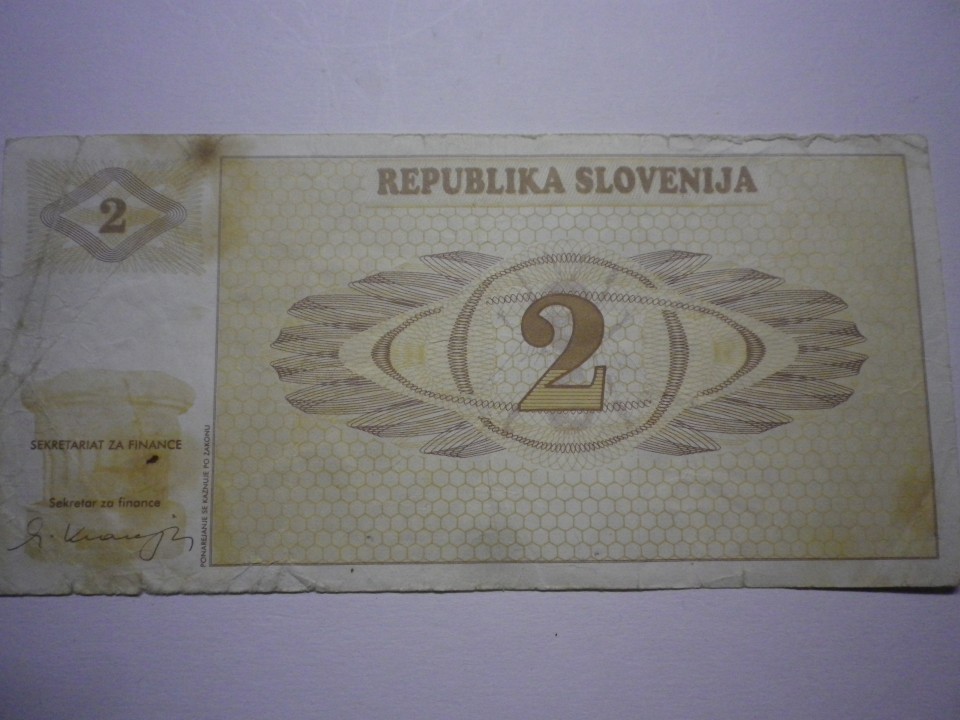 REPUBLIKA SLOVENIJA
2
2
SEKRETARIAT ZA FINANCE
Sekretar za finance
PONAREJANJE SE KAZNUJE PO ZAKONU